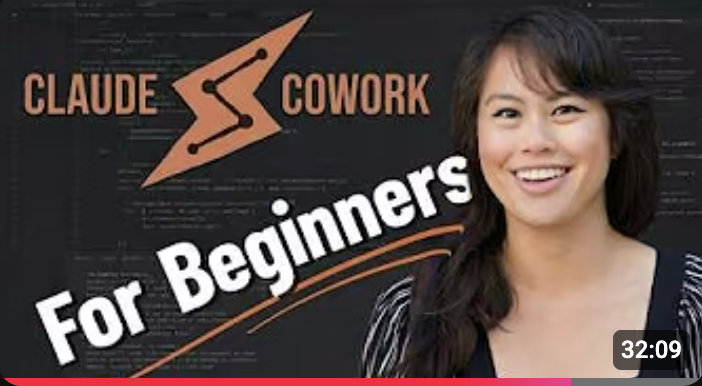 CLAUDE COWORK
For Beginners
32:09